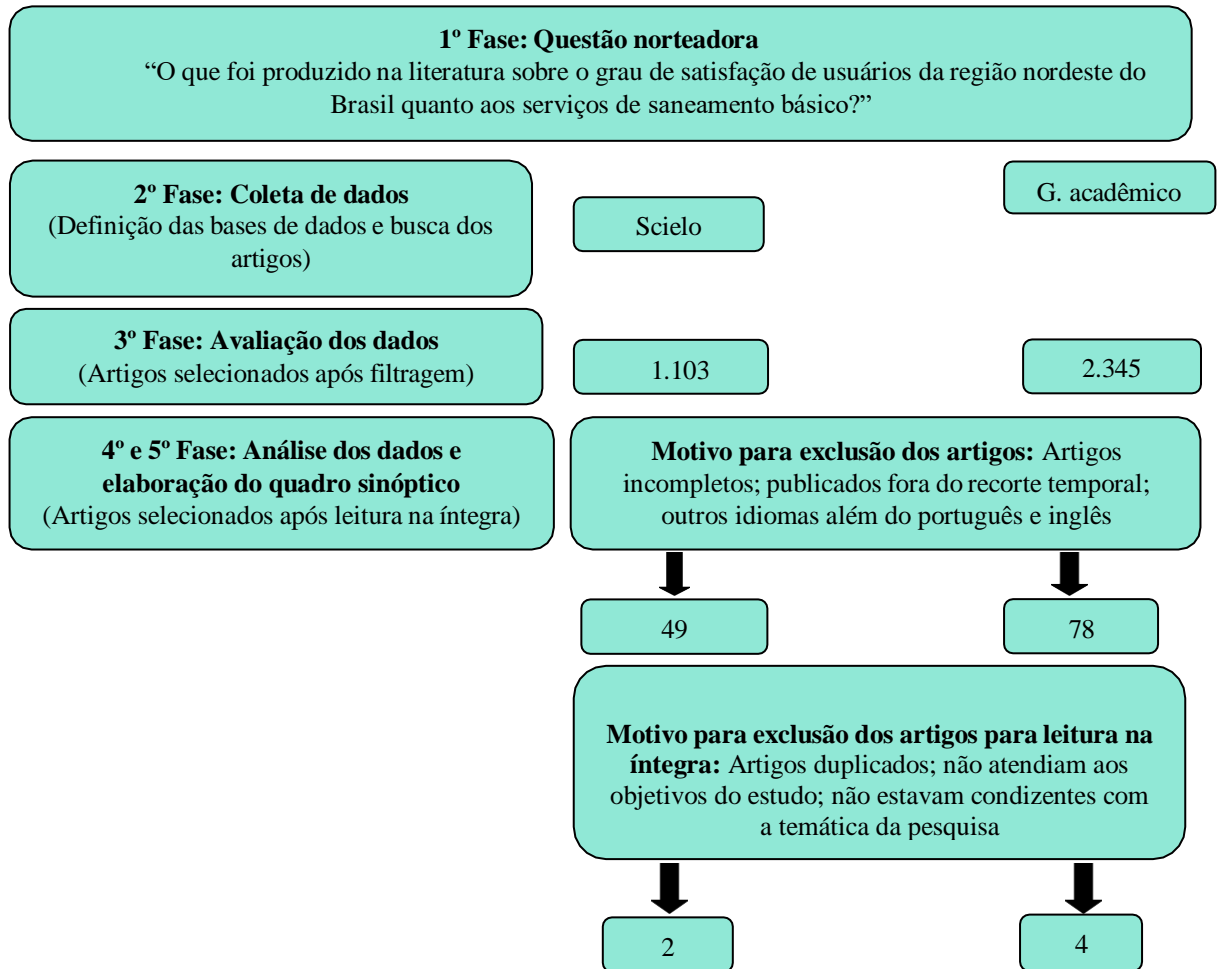 1º Fase: Questão norteadora
“O que foi produzido na literatura sobre o grau de satisfação de usuários da região nordeste do
Brasil quanto aos serviços de saneamento básico?”
2º Fase: Coleta de dados
(Definição das bases de dados e busca dos
artigos)
Scielo
G. acadêmico
3º Fase: Avaliação dos dados
(Artigos selecionados após filtragem)
1.103
2.345
4º e 5º Fase: Análise dos dados e
elaboração do quadro sinóptico
(Artigos selecionados após leitura na íntegra)
Motivo para exclusão dos artigos: Artigos
incompletos; publicados fora do recorte temporal;
outros idiomas além do português e inglês
49
78
Motivo para exclusão dos artigos para leitura na
íntegra: Artigos duplicados; não atendiam aos
objetivos do estudo; não estavam condizentes com
a temática da pesquisa
2
4